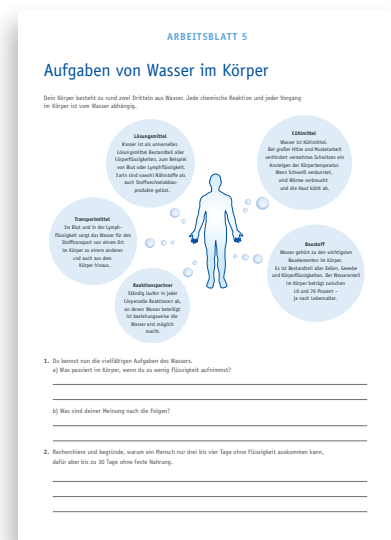 ARBEITSBLATT 5
Aufgaben von Wasser im Körper
Dein Körper besteht zu rund zwei Dritteln aus Wasser. Jede chemische Reaktion und jeder Vorgang
im Körper ist vom Wasser abhängig.
Lösungsmittel
Wasser ist als universelles
Lösungsmittel Bestandteil aller
Körperflüssigkeiten, zum Beispiel
von Blut oder Lymphflüssigkeit.
Darin sind sowohl Nährstoffe als
auch Stoffwechselabbau-
produkte gelöst.
Kühlmittel
Wasser ist Kühlmittel.
Bei großer Hitze und Muskelarbeit
verhindert vermehrtes Schwitzen ein
Ansteigen der Körpertemperatur.
Wenn Schweiß verdunstet,
wird Wärme verbraucht
und die Haut kühlt ab.
Transportmittel
Im Blut und in der Lymph-
flüssigkeit sorgt das Wasser für den
Stofftransport von einem Ort
im Körper zu einem anderen
und auch aus dem
Körper hinaus.
Baustoff
Wasser gehört zu den wichtigsten
Bauelementen im Körper.
Es ist Bestandteil aller Zellen, Gewebe
und Körperflüssigkeiten. Der Wasseranteil
im Körper beträgt zwischen
50 und 70 Prozent –
je nach Lebensalter.
Reaktionspartner
Ständig laufen in jeder
Körperzelle Reaktionen ab,
an denen Wasser beteiligt
ist beziehungsweise die
Wasser erst möglich
macht.
1. Du kennst nun die vielfältigen Aufgaben des Wassers.
a) Was passiert im Körper, wenn du zu wenig Flüssigkeit aufnimmst?
b) Was sind deiner Meinung nach die Folgen?
2. Recherchiere und begründe, warum ein Mensch nur drei bis vier Tage ohne Flüssigkeit auskommen kann,
dafür aber bis zu 30 Tage ohne feste Nahrung.